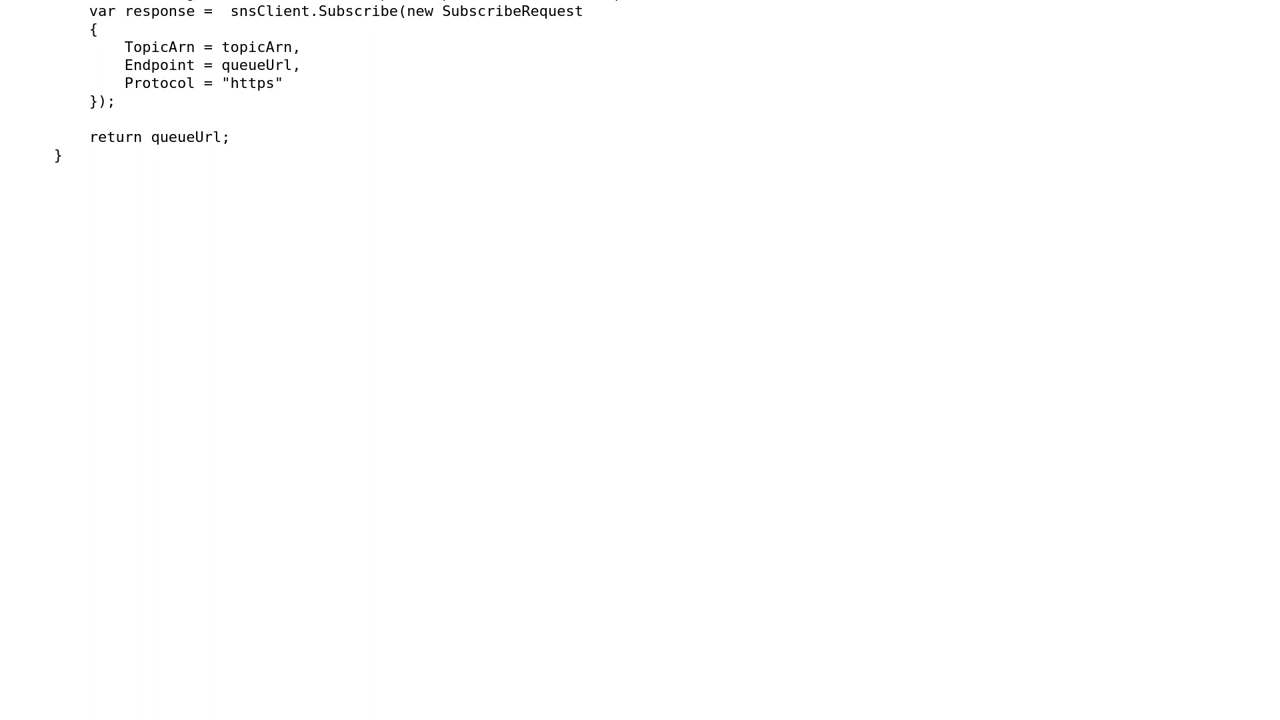 var response =  snsClient.Subscribe(new SubscribeRequest
{
TopicArn = topicArn,
Endpoint = queueUrl,
Protocol = "https"
});
return queueUrl;
}